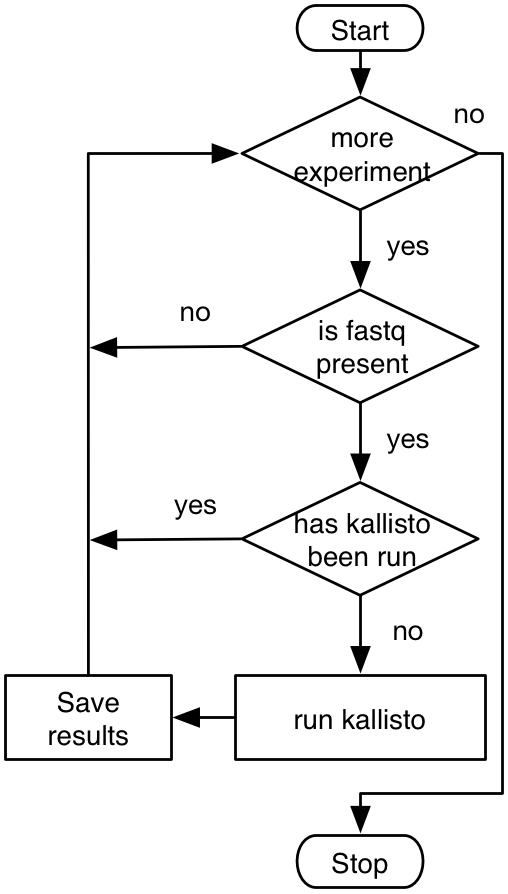 Start
no
more
experiment
yes
no
is fastq
present
yes
yes
has kallisto
been run
no
Save
results
run kallisto
Stop